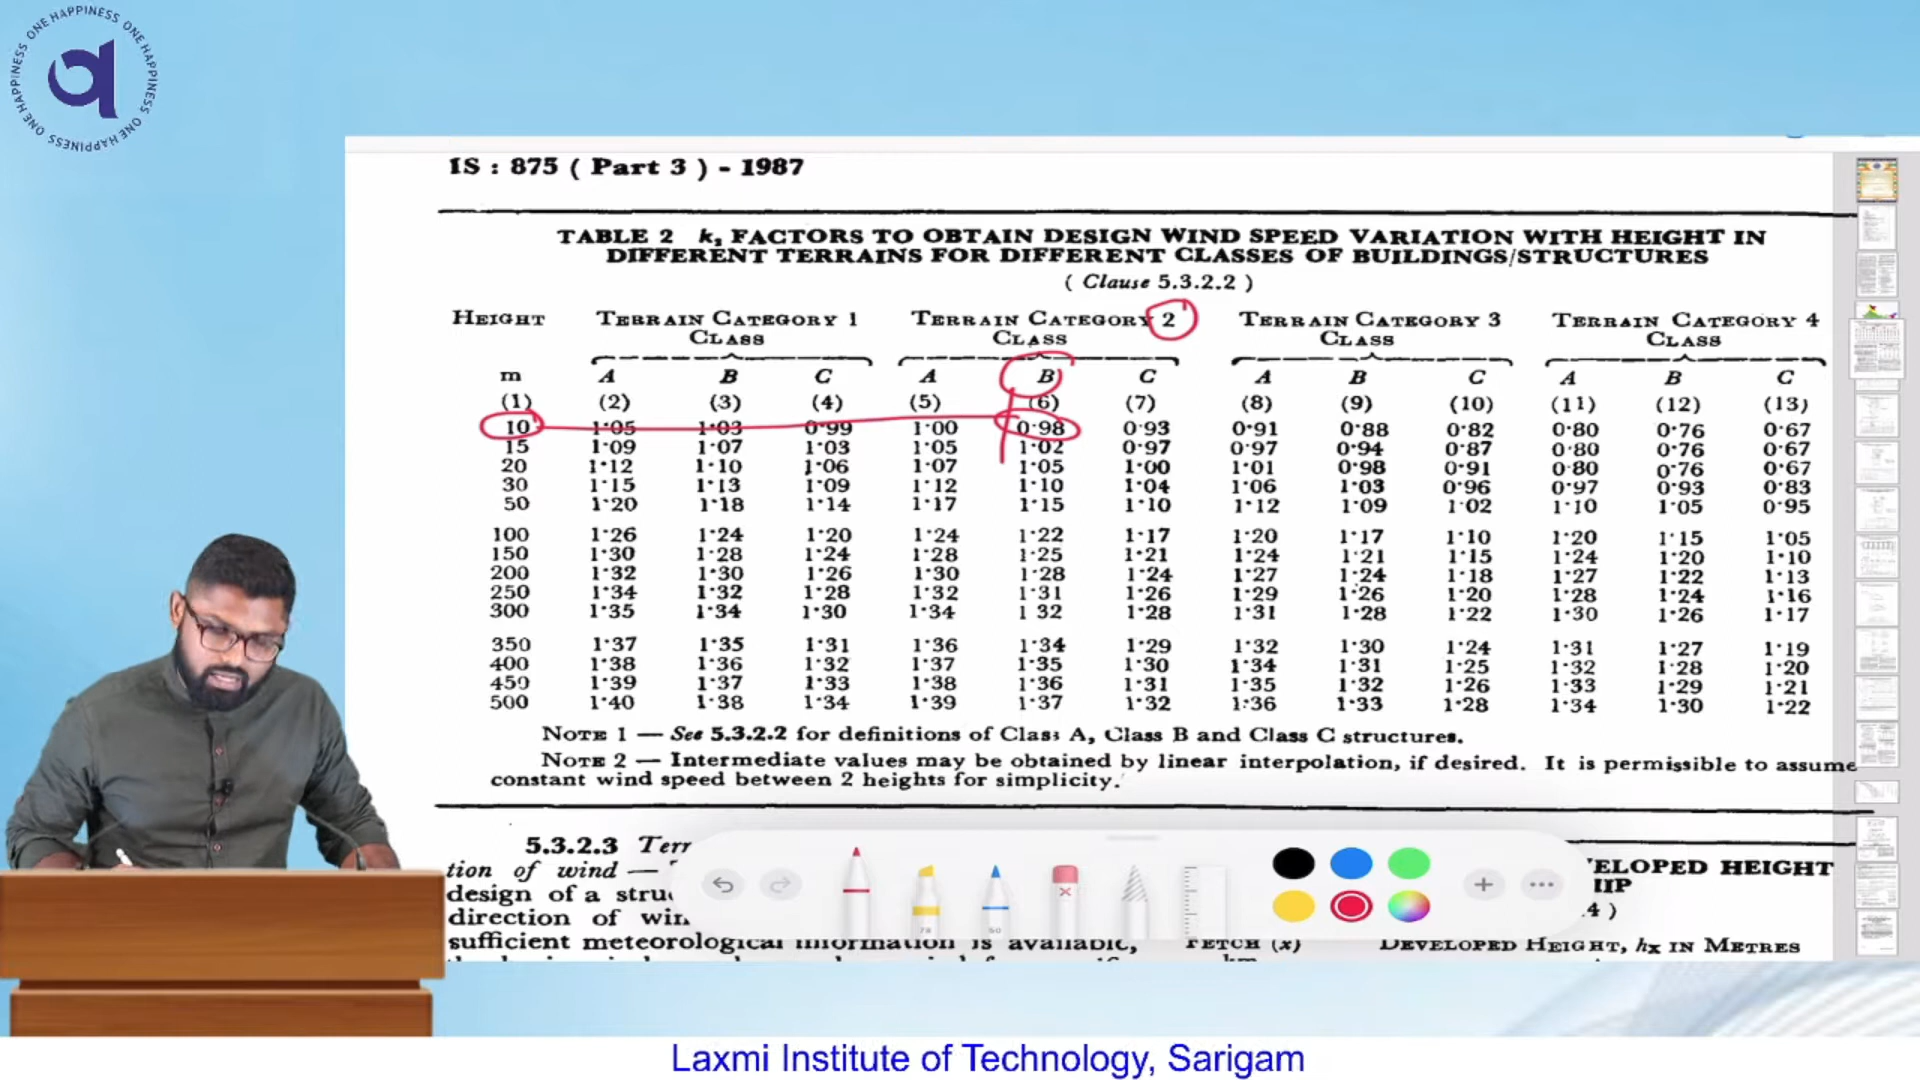 ONE HAPPINESS ONE HAPPINESS ONE HAPPINESS ONE HAPPINESS
IS : 875 ( Part 3 ) - 1987
TABLE 2 k₂ FACTORS TO OBTAIN DESIGN WIND SPEED VARIATION WITH HEIGHT IN
DIFFERENT TERRAINS FOR DIFFERENT CLASSES OF BUILDINGS/STRUCTURES
( Clause 5.3.2.2 )
HEIGHT TERRAIN CATEGORY 1 TERRAIN CATEGORY 2 TERRAIN CATEGORY 3 TERRAIN CATEGORY 4
CLASS CLASS CLASS CLASS
m A B C A B C A B C A B C
(1) (2) (3) (4) (5) (6) (7) (8) (9) (10) (11) (12) (13)
10 1·05 1·03 0·99 1·00 0·98 0·93 0·91 0·88 0·82 0·80 0·76 0·67
15 1·09 1·07 1·03 1·05 1·02 0·97 0·97 0·94 0·87 0·80 0·76 0·67
20 1·12 1·10 1·06 1·07 1·05 1·00 1·01 0·98 0·91 0·80 0·76 0·67
30 1·15 1·13 1·09 1·12 1·10 1·04 1·06 1·03 0·96 0·97 0·93 0·83
50 1·20 1·18 1·14 1·17 1·15 1·10 1·12 1·09 1·02 1·10 1·05 0·95
100 1·26 1·24 1·20 1·24 1·22 1·17 1·20 1·17 1·10 1·20 1·15 1·05
150 1·30 1·28 1·24 1·28 1·25 1·21 1·24 1·21 1·15 1·24 1·20 1·10
200 1·32 1·30 1·26 1·30 1·28 1·24 1·27 1·24 1·18 1·27 1·22 1·13
250 1·34 1·32 1·28 1·32 1·31 1·26 1·29 1·26 1·20 1·28 1·24 1·16
300 1·35 1·34 1·30 1·34 1 32 1·28 1·31 1·28 1·22 1·30 1·26 1·17
350 1·37 1·35 1·31 1·36 1·34 1·29 1·32 1·30 1·24 1·31 1·27 1·19
400 1·38 1·36 1·32 1·37 1·35 1·30 1·34 1·31 1·25 1·32 1·28 1·20
450 1·39 1·37 1·33 1·38 1·36 1·31 1·35 1·32 1·26 1·33 1·29 1·21
500 1·40 1·38 1·34 1·39 1·37 1·32 1·36 1·33 1·28 1·34 1·30 1·22
NOTE 1 — See 5.3.2.2 for definitions of Class A, Class B and Class C structures.
NOTE 2 — Intermediate values may be obtained by linear interpolation, if desired. It is permissible to assume
constant wind speed between 2 heights for simplicity.
5.3.2.3
tion of wind —
design of a
direction of
sufficient meteorological information is available,
ELOPED HEIGHT
IIP
4 )
FETCH (x) DEVELOPED HEIGHT, hx IN METRES
km
78 50
Laxmi Institute of Technology, Sarigam